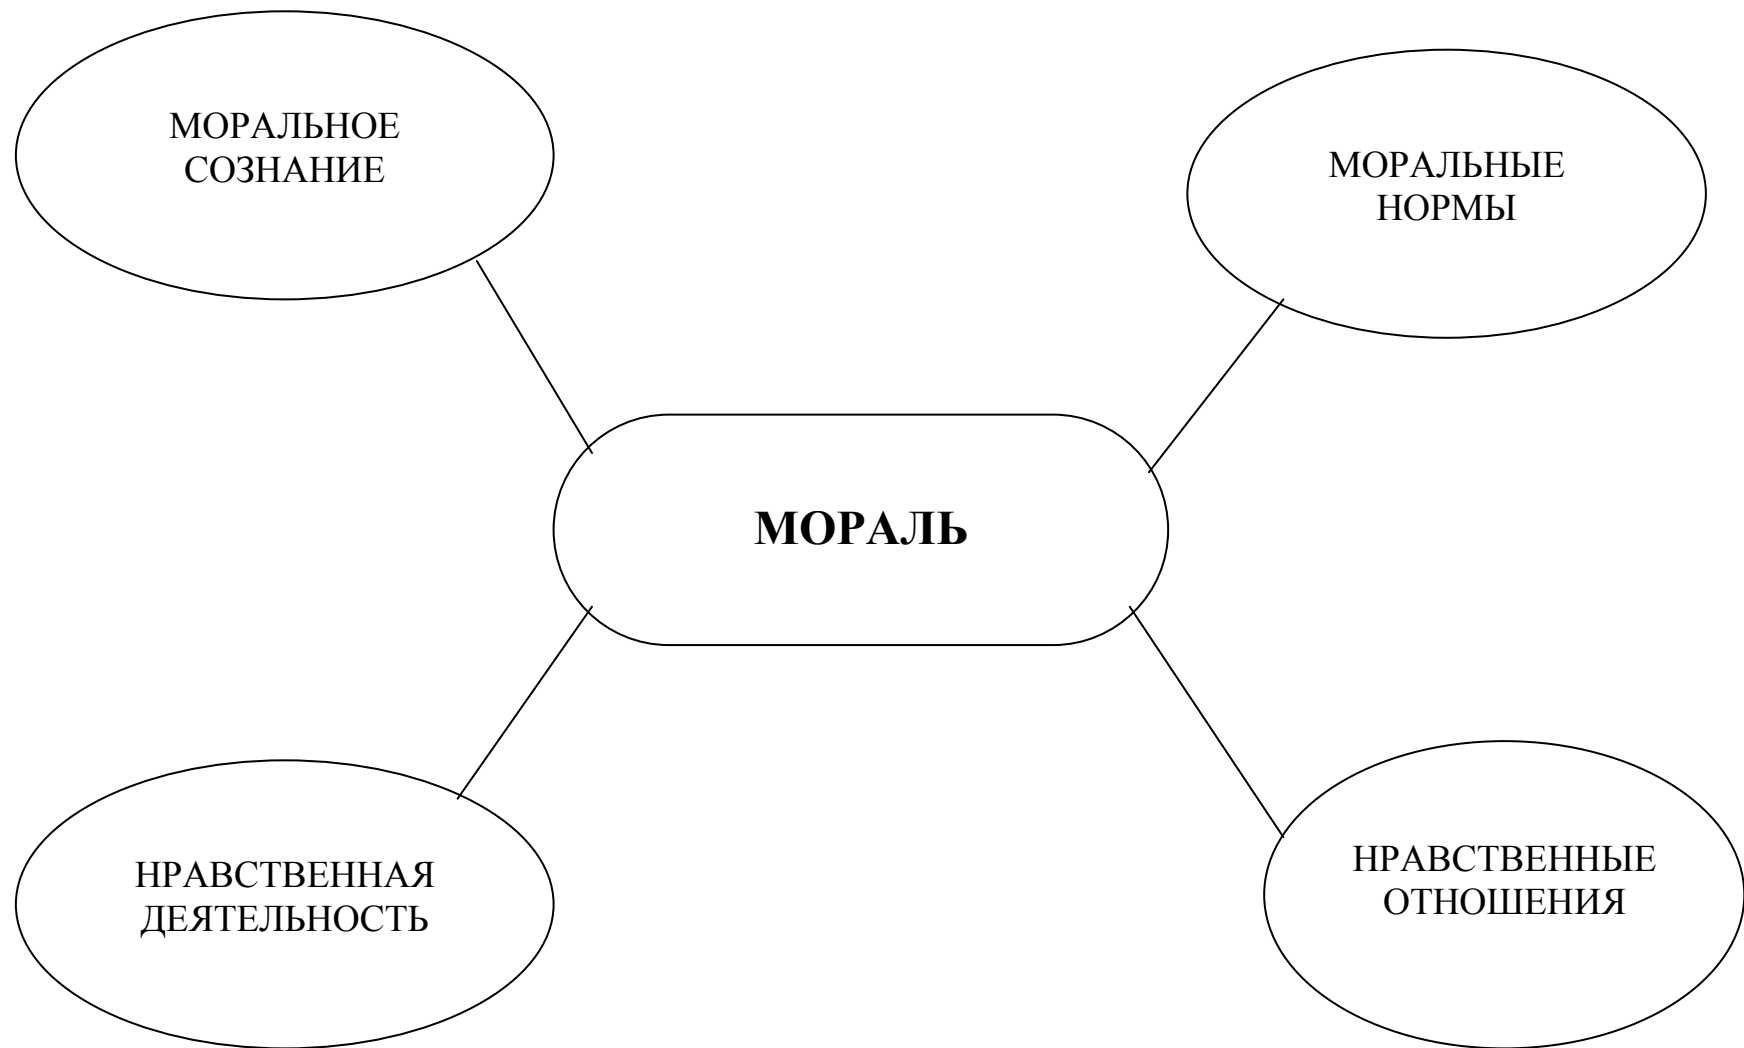 МОРАЛЬНОЕ
СОЗНАНИЕ
МОРАЛЬНЫЕ
НОРМЫ
МОРАЛЬ
НРАВСТВЕННАЯ
ДЕЯТЕЛЬНОСТЬ
НРАВСТВЕННЫЕ
ОТНОШЕНИЯ